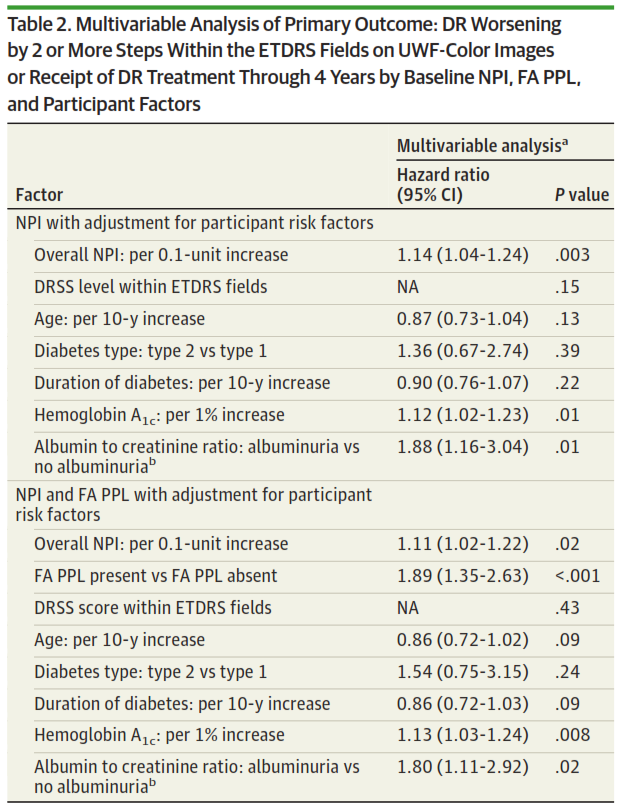 Table 2. Multivariable Analysis of Primary Outcome: DR Worsening
by 2 or More Steps Within the ETDRS Fields on UWF-Color Images
or Receipt of DR Treatment Through 4 Years by Baseline NPI, FA PPL,
and Participant Factors
Multivariable analysisᵃ
Factor Hazard ratio (95% CI) P value
NPI with adjustment for participant risk factors
Overall NPI: per 0.1-unit increase 1.14 (1.04-1.24) .003
DRSS level within ETDRS fields NA .15
Age: per 10-y increase 0.87 (0.73-1.04) .13
Diabetes type: type 2 vs type 1 1.36 (0.67-2.74) .39
Duration of diabetes: per 10-y increase 0.90 (0.76-1.07) .22
Hemoglobin A₁c: per 1% increase 1.12 (1.02-1.23) .01
Albumin to creatinine ratio: albuminuria vs 1.88 (1.16-3.04) .01
no albuminuriaᵇ
NPI and FA PPL with adjustment for participant
risk factors
Overall NPI: per 0.1-unit increase 1.11 (1.02-1.22) .02
FA PPL present vs FA PPL absent 1.89 (1.35-2.63) <.001
DRSS score within ETDRS fields NA .43
Age: per 10-y increase 0.86 (0.72-1.02) .09
Diabetes type: type 2 vs type 1 1.54 (0.75-3.15) .24
Duration of diabetes: per 10-y increase 0.86 (0.72-1.03) .09
Hemoglobin A₁c: per 1% increase 1.13 (1.03-1.24) .008
Albumin to creatinine ratio: albuminuria vs 1.80 (1.11-2.92) .02
no albuminuriaᵇ